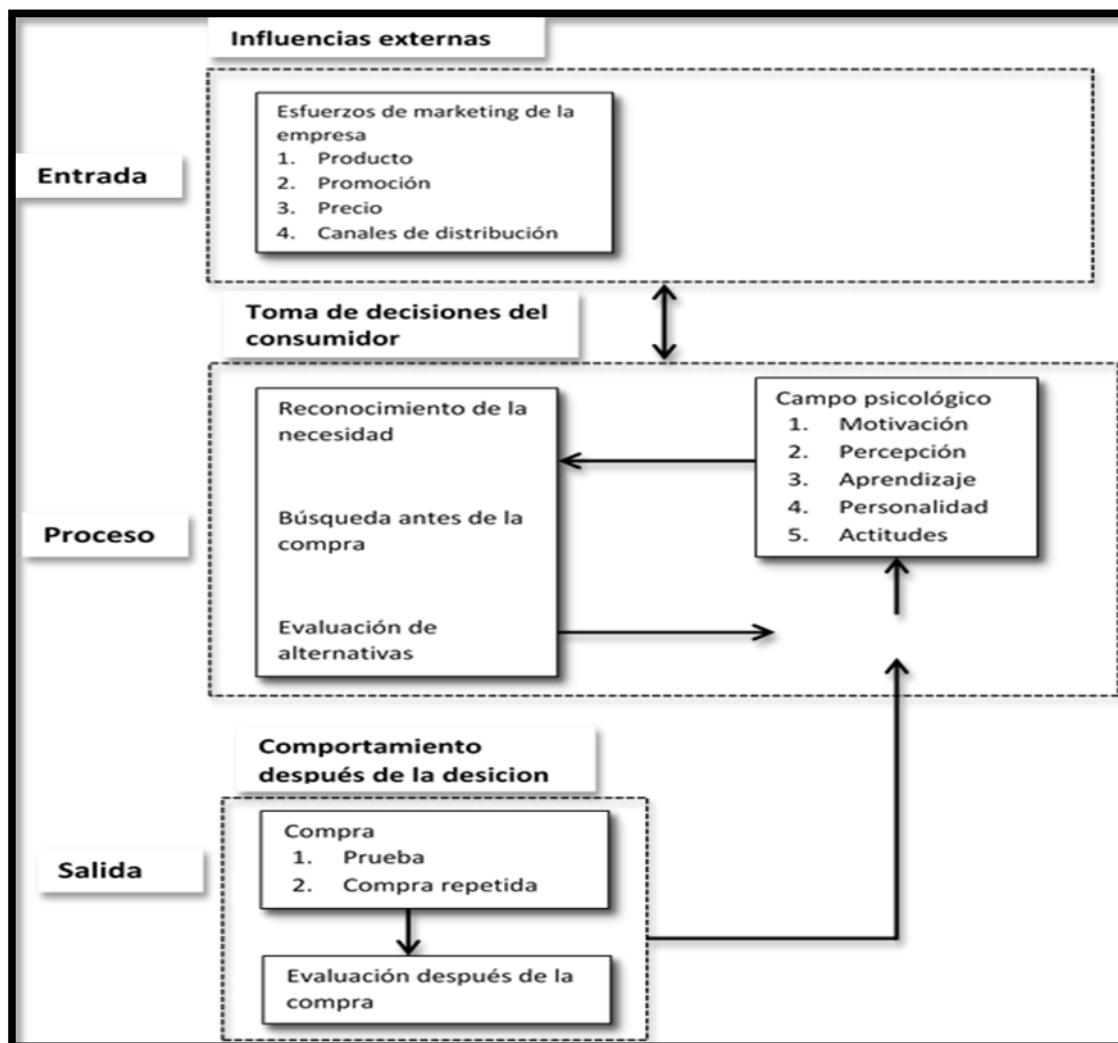 Influencias externas
Esfuerzos de marketing de la
empresa
1. Producto
2. Promoción
3. Precio
4. Canales de distribución
Entrada
Toma de decisiones del
consumidor
Reconocimiento de la
necesidad
Búsqueda antes de la
compra
Evaluación de
alternativas
Campo psicológico
1. Motivación
2. Percepción
3. Aprendizaje
4. Personalidad
5. Actitudes
Proceso
Comportamiento
después de la desicion
Compra
1. Prueba
2. Compra repetida
Evaluación después de la
compra
Salida